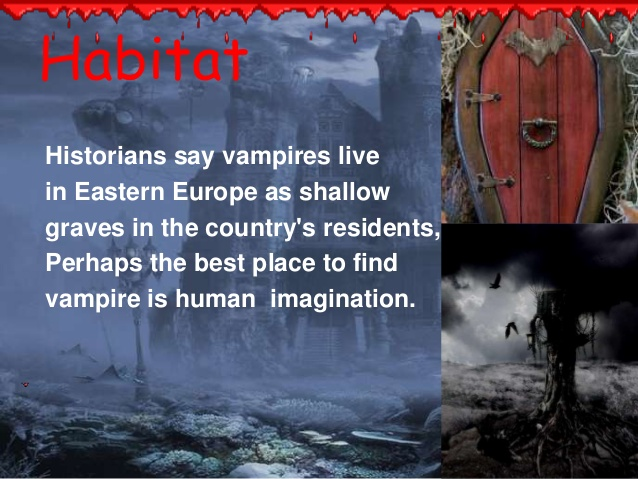 Habitat
Historians say vampires live
in Eastern Europe as shallow
graves in the country's residents,
Perhaps the best place to find
vampire is human  imagination.